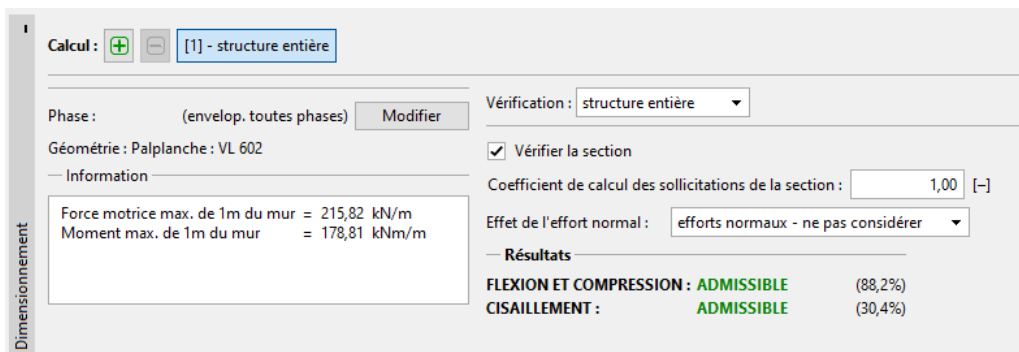 Calcul : [1] - structure entière
Phase : (envelop. toutes phases) Modifier
Géométrie : Palplanche : VL 602
Information
Force motrice max. de 1m du mur = 215,82 kN/m
Moment max. de 1m du mur = 178,81 kNm/m
Vérification : structure entière
Vérifier la section
Coefficient de calcul des sollicitations de la section : 1,00 [–]
Effet de l'effort normal : efforts normaux - ne pas considérer
Résultats
FLEXION ET COMPRESSION : ADMISSIBLE (88,2%)
CISAILLEMENT : ADMISSIBLE (30,4%)
Dimensionnement